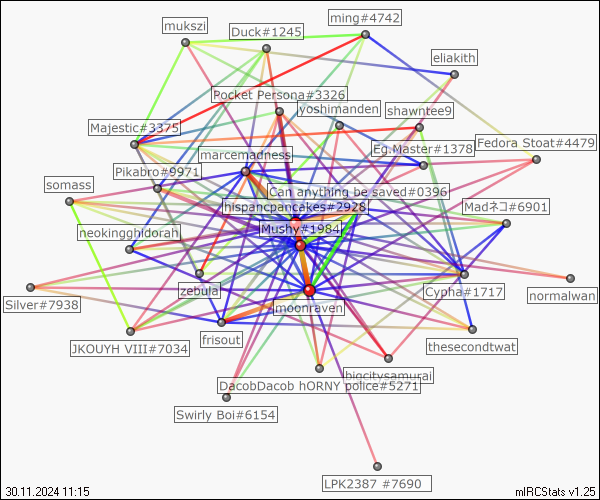 ming#4742
mukszi
Duck#1245
eliakith
Pocket Persona#3326
yoshimanden
shawntee9
Majestic#3375
Fedora Stoat#4479
Eg.Master#1378
marcemadness
Pikabro#9971
somass
Can anything be saved#0396
hispancpancakes#2928
Madネコ#6901
Mushy#1984
neokingghidorah
zebula
Cypha#1717
normalwan
Silver#7938
moonraven
frisout
JKOUYH VIII#7034
thesecondtwat
bigcitysamurai
DacobDacob hORNY police#5271
Swirly Boi#6154
LPK2387 #7690
30.11.2024 11:15
mIRCStats v1.25